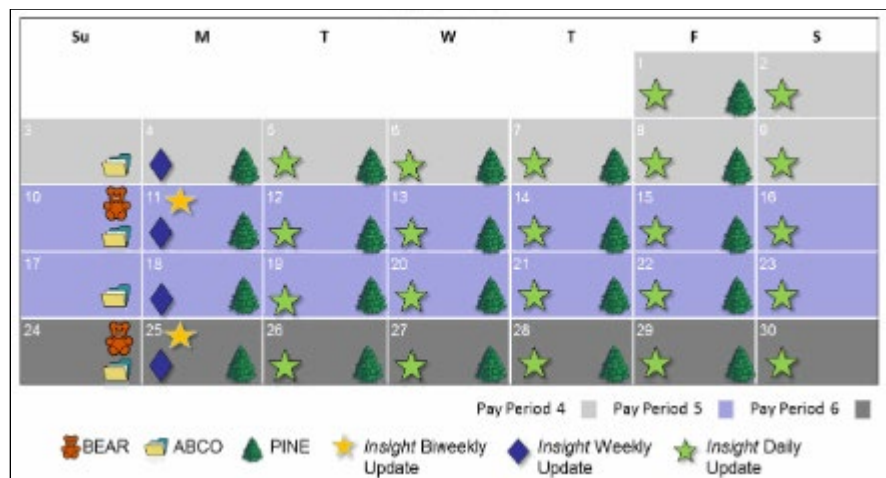 Su M T W T F S
1 2
3 4 5 6 7 8 9
10 11 12 13 14 15 16
17 18 19 20 21 22 23
24 25 26 27 28 29 30
Pay Period 4 Pay Period 5 Pay Period 6
BEAR ABCO PINE Insight Biweekly Insight Weekly Insight Daily
Update Update Update